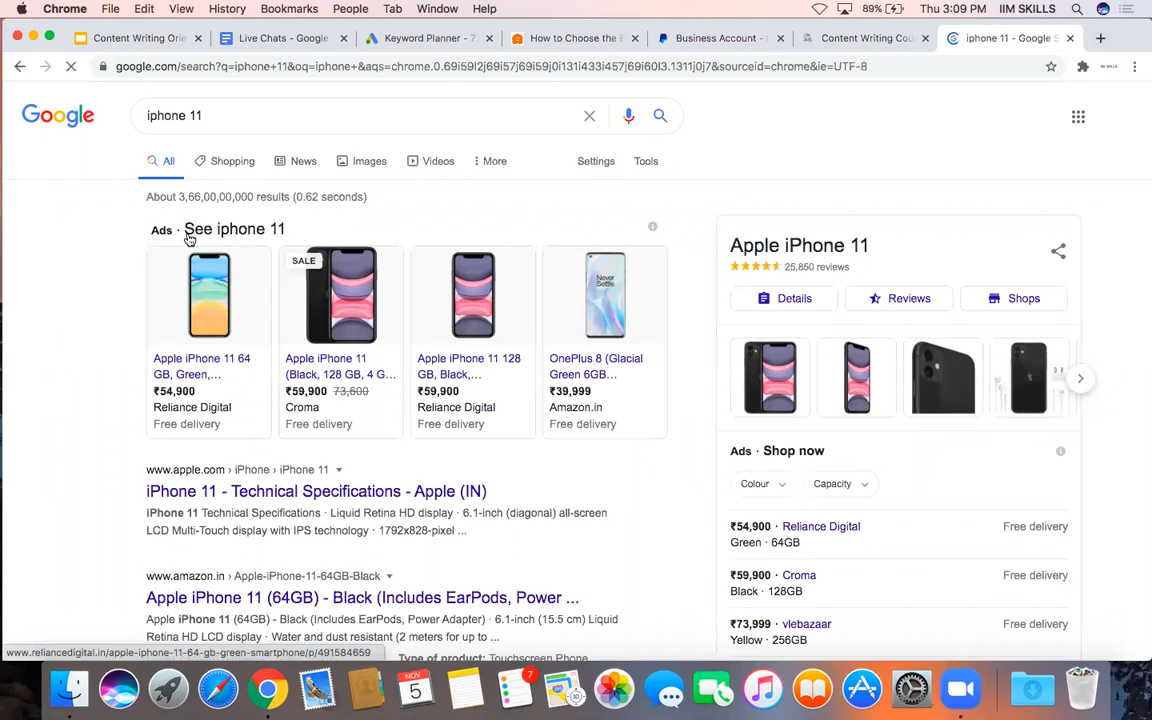 Chrome File Edit View History Bookmarks People Tab Window Help 89% Thu 3:09 PM IIM SKILLS
Content Writing Orie × Live Chats - Google × Keyword Planner - 7 × How to Choose the E × Business Account - × Content Writing Cou × iphone 11 - Google S × +
google.com/search?q=iphone+11&oq=iphone+&aqs=chrome.0.69i59l2j69i57j69i59j0i131i433i457j69i60l3.1311j0j7&sourceid=chrome&ie=UTF-8
Google
iphone 11
All Shopping News Images Videos More Settings Tools
About 3,66,00,00,000 results (0.62 seconds)
Ads · See iphone 11
SALE
Never
Settle
Apple iPhone 11 64
GB, Green,...
₹54,900
Reliance Digital
Free delivery
Apple iPhone 11
(Black, 128 GB, 4 G...
₹59,900 73,600
Croma
Free delivery
Apple iPhone 11 128
GB, Black,...
₹59,900
Reliance Digital
Free delivery
OnePlus 8 (Glacial
Green 6GB...
₹39,999
Amazon.in
Free delivery
www.apple.com › iPhone › iPhone 11
iPhone 11 - Technical Specifications - Apple (IN)
iPhone 11 Technical Specifications · Liquid Retina HD display · 6.1-inch (diagonal) all-screen
LCD Multi-Touch display with IPS technology · 1792x828-pixel ...
www.amazon.in › Apple-iPhone-11-64GB-Black
Apple iPhone 11 (64GB) - Black (Includes EarPods, Power ...
Apple iPhone 11 (64GB) - Black (Includes EarPods, Power Adapter) · 6.1-inch (15.5 cm) Liquid
Retina HD LCD display · Water and dust resistant (2 meters for up to ...
Type of product: Touchscreen Phone
www.reliancedigital.in/apple-iphone-11-64-gb-green-smartphone/p/491584659
Apple iPhone 11
25,850 reviews
Details Reviews Shops
Ads · Shop now
Colour Capacity
₹54,900 · Reliance Digital Free delivery
Green · 64GB
₹59,900 · Croma Free delivery
Black · 128GB
₹73,999 · vlebazaar Free delivery
Yellow · 256GB
NOV
5
7